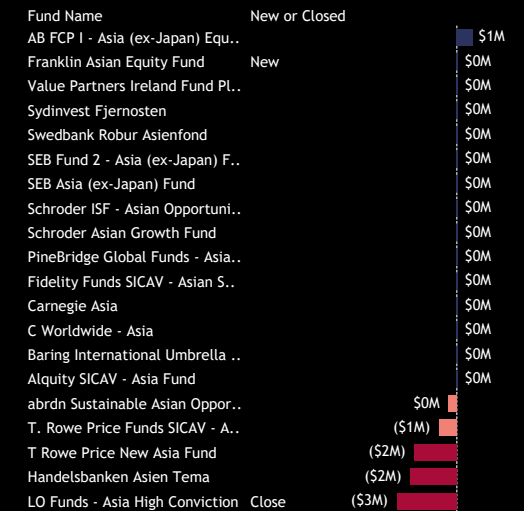 Fund Name New or Closed
AB FCP I - Asia (ex-Japan) Equ.. $1M
Franklin Asian Equity Fund New $0M
Value Partners Ireland Fund Pl.. $0M
Sydinvest Fjernosten $0M
Swedbank Robur Asienfond $0M
SEB Fund 2 - Asia (ex-Japan) F.. $0M
SEB Asia (ex-Japan) Fund $0M
Schroder ISF - Asian Opportuni.. $0M
Schroder Asian Growth Fund $0M
PineBridge Global Funds - Asia.. $0M
Fidelity Funds SICAV - Asian S.. $0M
Carnegie Asia $0M
C Worldwide - Asia $0M
Baring International Umbrella .. $0M
Alquity SICAV - Asia Fund $0M
abrdn Sustainable Asian Oppor.. $0M
T. Rowe Price Funds SICAV - A.. ($1M)
T Rowe Price New Asia Fund ($2M)
Handelsbanken Asien Tema ($2M)
LO Funds - Asia High Conviction Close ($3M)